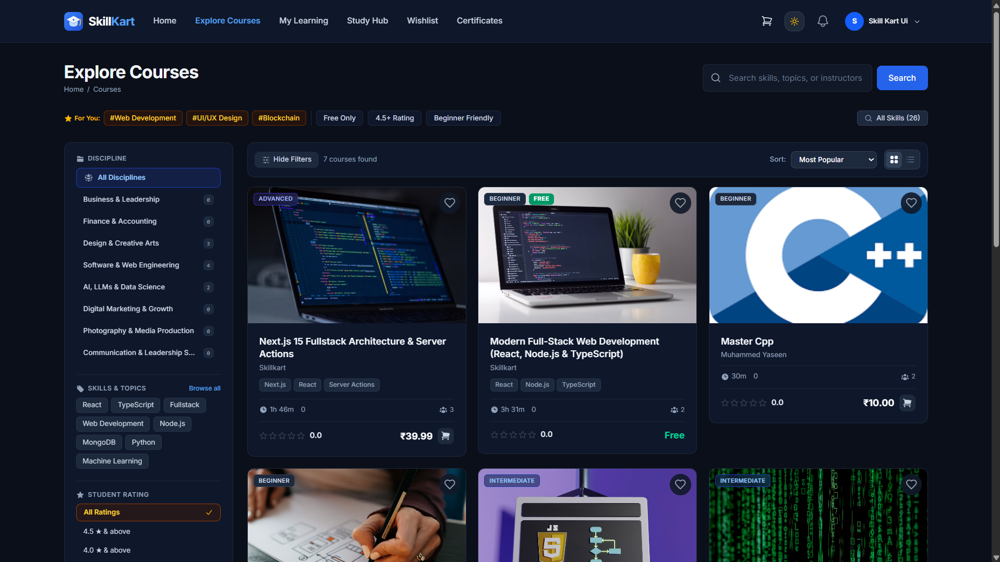 SkillKart
Home
Explore Courses
My Learning
Study Hub
Wishlist
Certificates
S
Skill Kart Ui
Explore Courses
Home / Courses
Search skills, topics, or instructors
Search
For You:
#Web Development
#UI/UX Design
#Blockchain
Free Only
4.5+ Rating
Beginner Friendly
All Skills (26)
DISCIPLINE
All Disciplines
Business & Leadership 0
Finance & Accounting 0
Design & Creative Arts 3
Software & Web Engineering 4
AI, LLMs & Data Science 2
Digital Marketing & Growth 0
Photography & Media Production 0
Communication & Leadership S... 0
SKILLS & TOPICS
Browse all
React
TypeScript
Fullstack
Web Development
Node.js
MongoDB
Python
Machine Learning
STUDENT RATING
All Ratings
4.5 ★ & above
4.0 ★ & above
Hide Filters
7 courses found
Sort:
Most Popular
ADVANCED
Next.js 15 Fullstack Architecture & Server
Actions
Skillkart
Next.js
React
Server Actions
1h 46m 0
3
0.0
₹39.99
BEGINNER
FREE
Modern Full-Stack Web Development
(React, Node.js & TypeScript)
Skillkart
React
Node.js
TypeScript
3h 31m 0
2
0.0
Free
BEGINNER
C++
Master Cpp
Muhammed Yaseen
30m 0
2
0.0
₹10.00
BEGINNER
INTERMEDIATE
JS
5
INTERMEDIATE